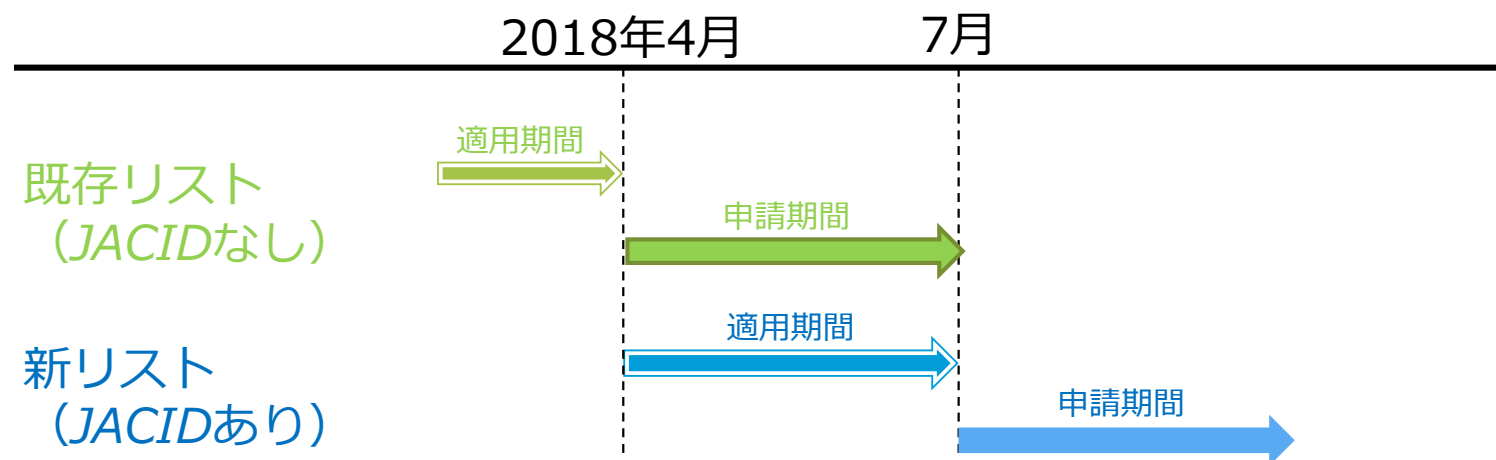 2018年4月 7月
適用期間
既存リスト
（JACIDなし）
申請期間
適用期間
新リスト
（JACIDあり）
申請期間